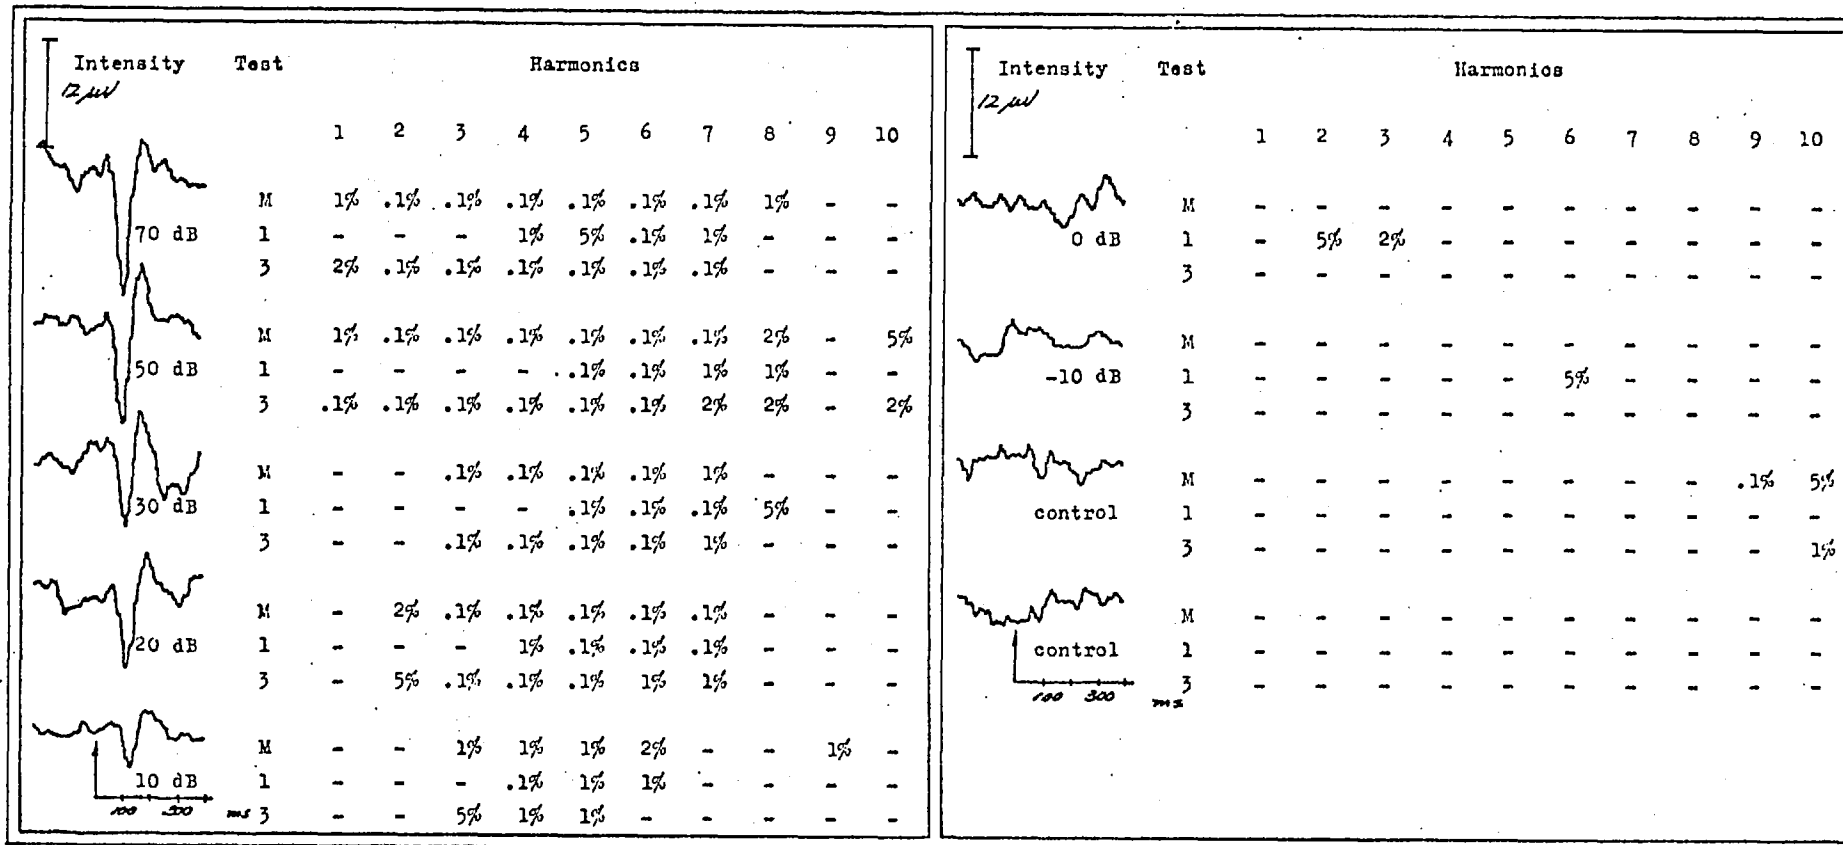 Intensity Test Harmonics
12 µv
1 2 3 4 5 6 7 8 9 10
M 1% .1% .1% .1% .1% .1% .1% 1% - -
70 dB 1 - - - 1% 5% .1% 1% - - -
3 2% .1% .1% .1% .1% .1% .1% - - -
M 1% .1% .1% .1% .1% .1% .1% 2% - 5%
50 dB 1 - - - - .1% .1% 1% 1% - -
3 .1% .1% .1% .1% .1% .1% 2% 2% - 2%
M - - .1% .1% .1% .1% 1% - - -
30 dB 1 - - - - .1% .1% .1% 5% - -
3 - - .1% .1% .1% .1% 1% - - -
M - 2% .1% .1% .1% .1% .1% - - -
20 dB 1 - - - 1% .1% .1% .1% - - -
3 - 5% .1% .1% .1% 1% 1% - - -
M - - 1% 1% 1% 2% - - 1% -
10 dB 1 - - - .1% 1% 1% - - - -
100 300 ms 3 - - 5% 1% 1% - - - - -
Intensity Test Harmonics
12 µv
1 2 3 4 5 6 7 8 9 10
M - - - - - - - - - -
0 dB 1 - 5% 2% - - - - - - -
3 - - - - - - - - - -
M - - - - - - - - - -
-10 dB 1 - - - - - 5% - - - -
3 - - - - - - - - - -
M - - - - - - - - .1% 5%
control 1 - - - - - - - - - -
3 - - - - - - - - - 1%
M - - - - - - - - - -
control 1 - - - - - - - - - -
3 - - - - - - - - - -
100 300 ms